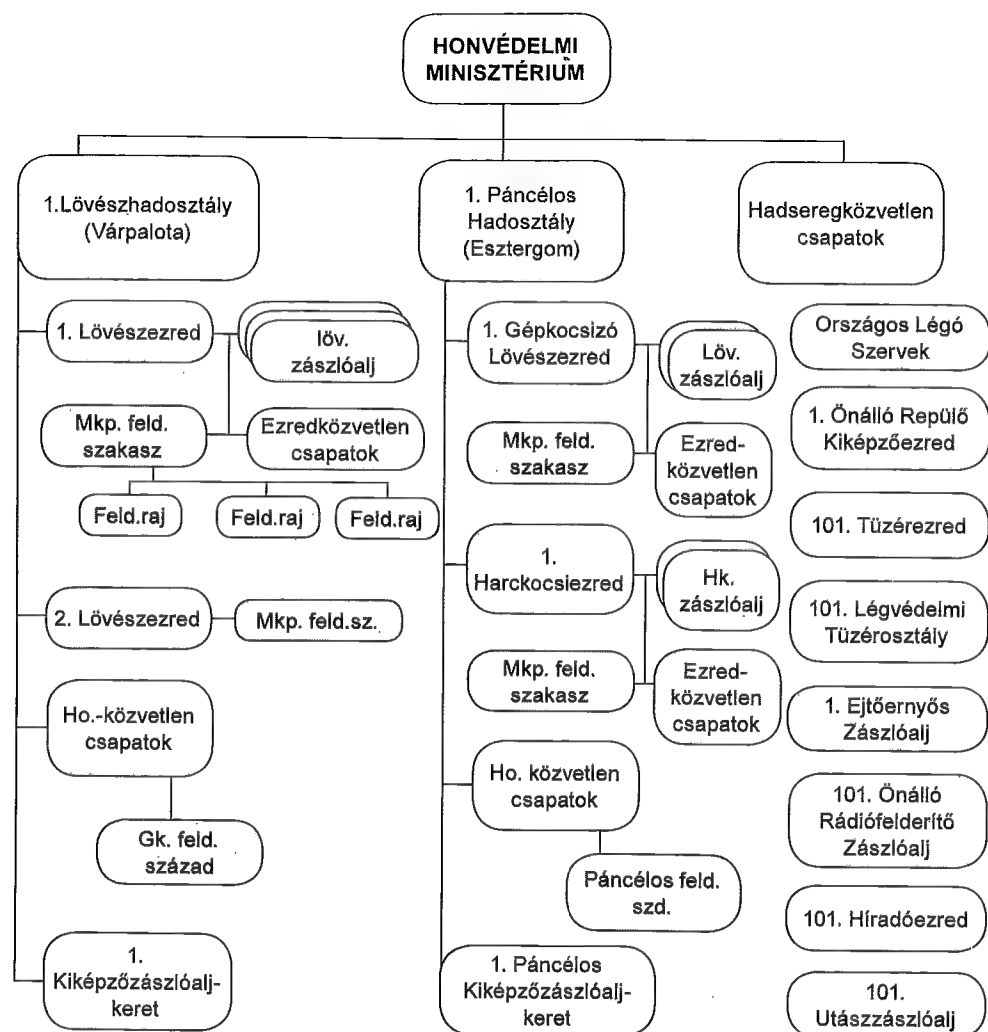 HONVÉDELMI
MINISZTÉRIUM
1.Lövészhadosztály
(Várpalota)
1. Lövészezred
löv.
zászlóalj
Mkp. feld.
szakasz
Ezredközvetlen
csapatok
Feld.raj
Feld.raj
Feld.raj
2. Lövészezred
Mkp. feld.sz.
Ho.-közvetlen
csapatok
Gk. feld.
század
1.
Kiképzőzászlóalj-
keret
1. Páncélos
Hadosztály
(Esztergom)
1. Gépkocsizó
Lövészezred
Löv.
zászlóalj
Mkp. feld.
szakasz
Ezred-
közvetlen
csapatok
1.
Harckocsiezred
Hk.
zászlóalj
Mkp. feld.
szakasz
Ezred-
közvetlen
csapatok
Ho. közvetlen
csapatok
Páncélos feld.
szd.
1. Páncélos
Kiképzőzászlóalj-
keret
Hadseregközvetlen
csapatok
Országos Légó
Szervek
1. Önálló Repülő
Kiképzőezred
101. Tüzérezred
101. Légvédelmi
Tüzérosztály
1. Ejtőernyős
Zászlóalj
101. Önálló
Rádiófelderítő
Zászlóalj
101. Híradóezred
101.
Utászzászlóalj